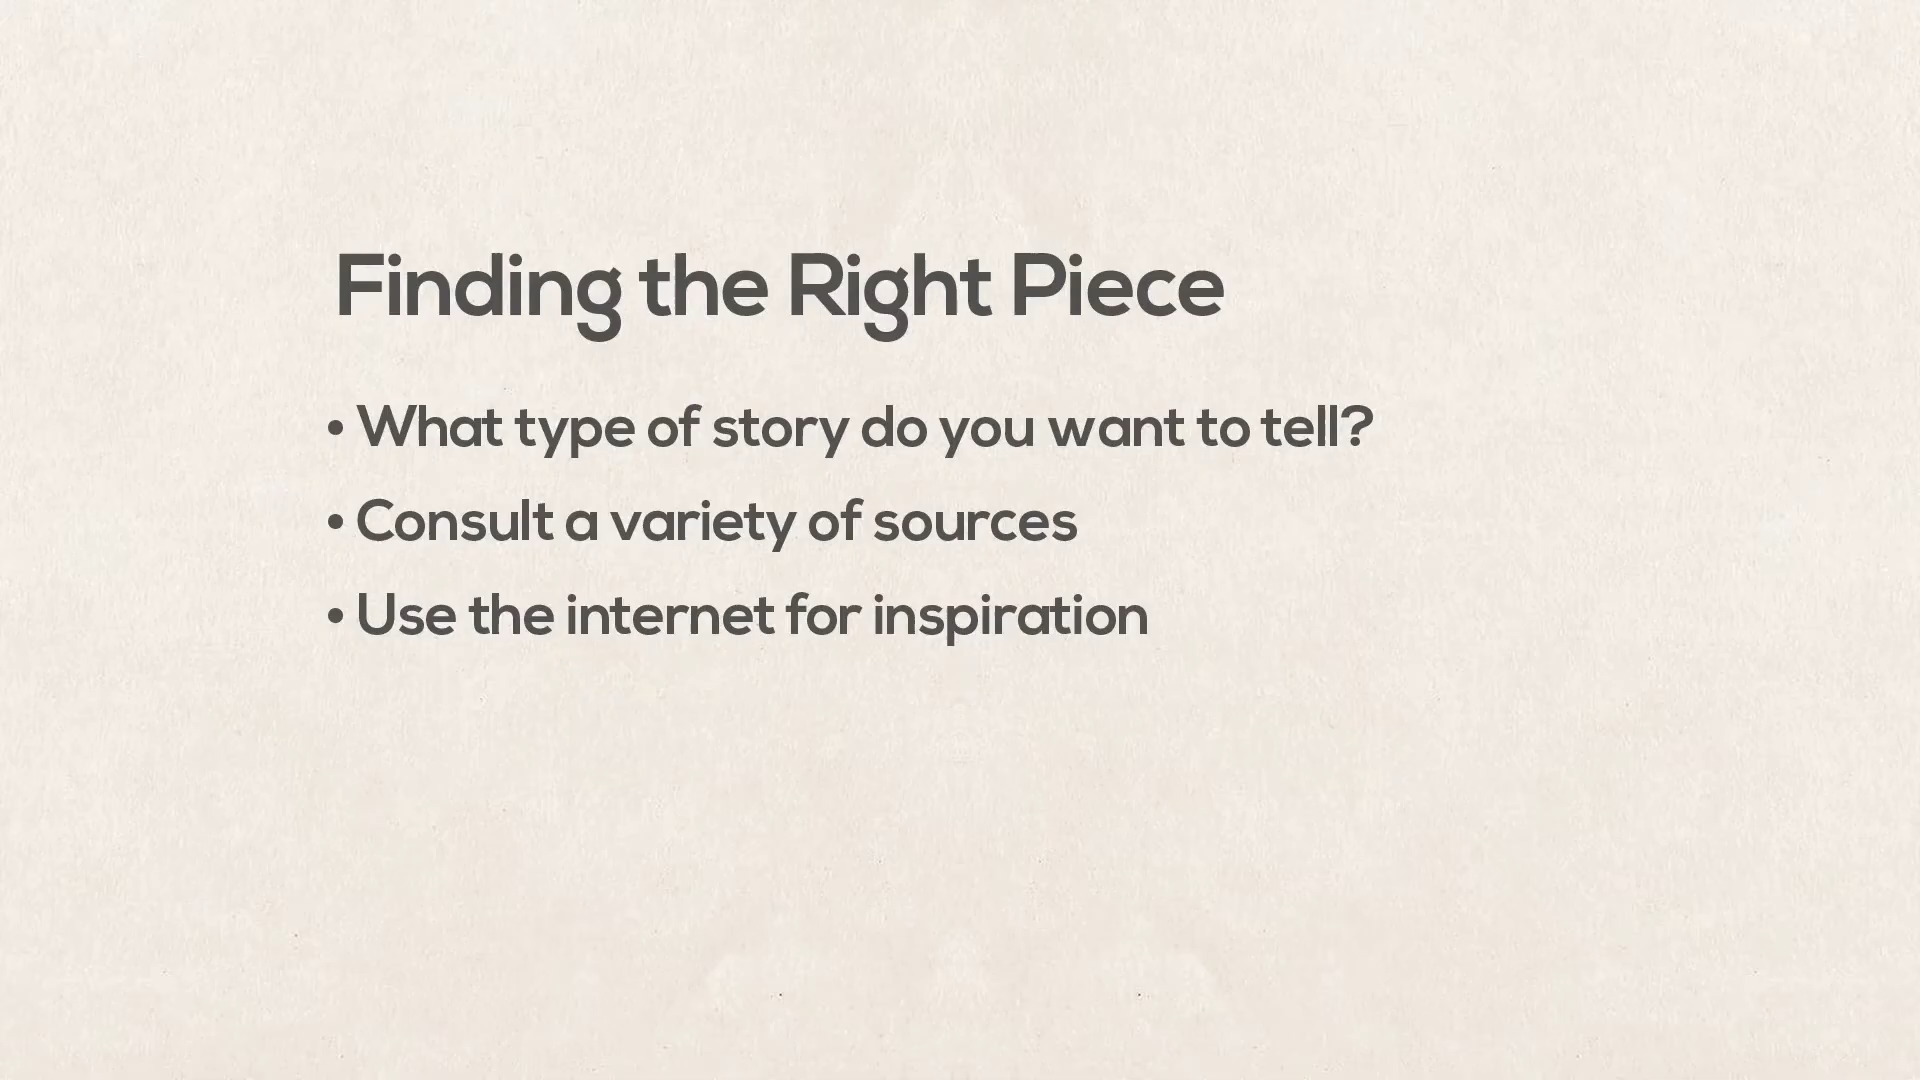 Finding the Right Piece
• What type of story do you want to tell?
• Consult a variety of sources
• Use the internet for inspiration